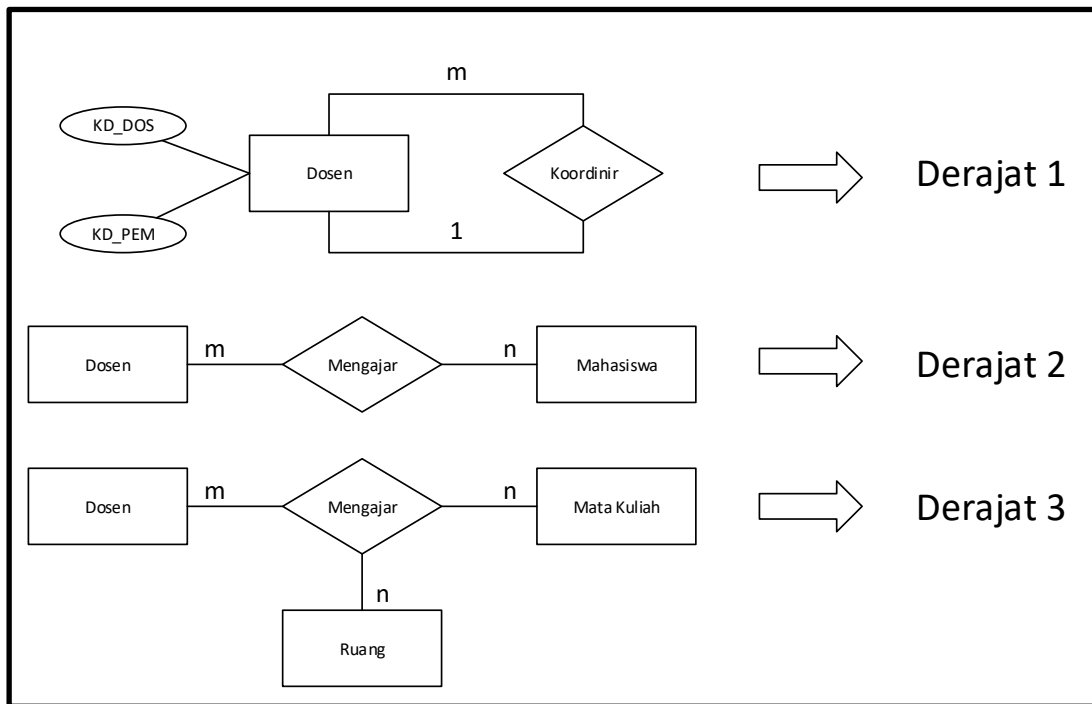 m
KD_DOS
Dosen
Koordinir
Derajat 1
KD_PEM
1
Dosen
m
Mengajar
n
Mahasiswa
Derajat 2
Dosen
m
Mengajar
n
Mata Kuliah
Derajat 3
n
Ruang